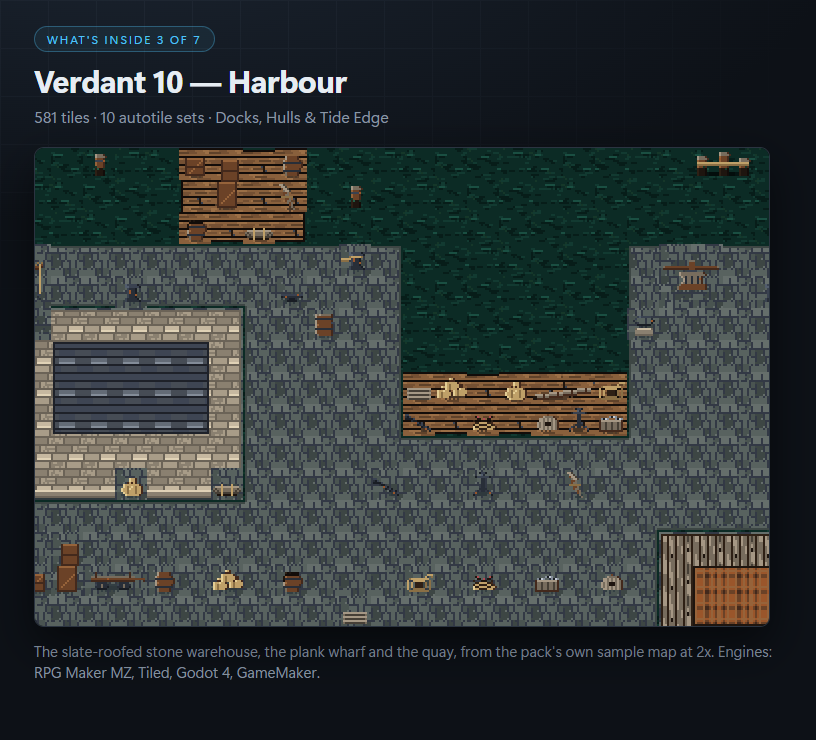 WHAT'S INSIDE 3 OF 7
Verdant 10 — Harbour
581 tiles · 10 autotile sets · Docks, Hulls & Tide Edge
The slate-roofed stone warehouse, the plank wharf and the quay, from the pack's own sample map at 2x. Engines:
RPG Maker MZ, Tiled, Godot 4, GameMaker.